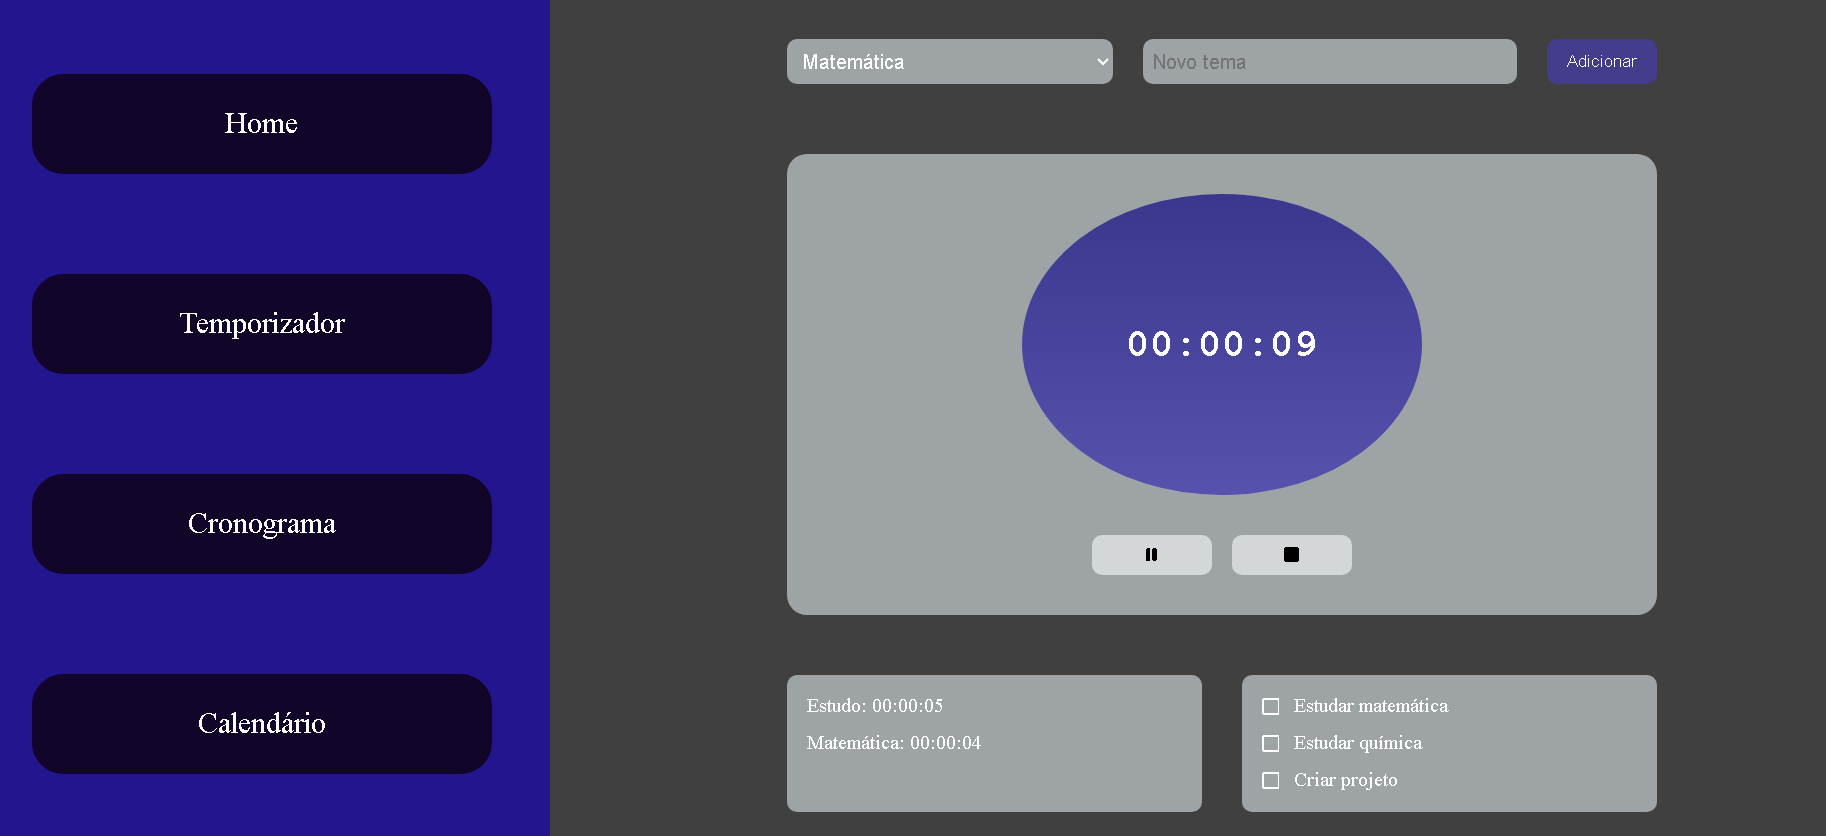 Home
Temporizador
Cronograma
Calendário
Matemática
Novo tema
Adicionar
00:00:09
Estudo: 00:00:05
Matemática: 00:00:04
Estudar matemática
Estudar química
Criar projeto